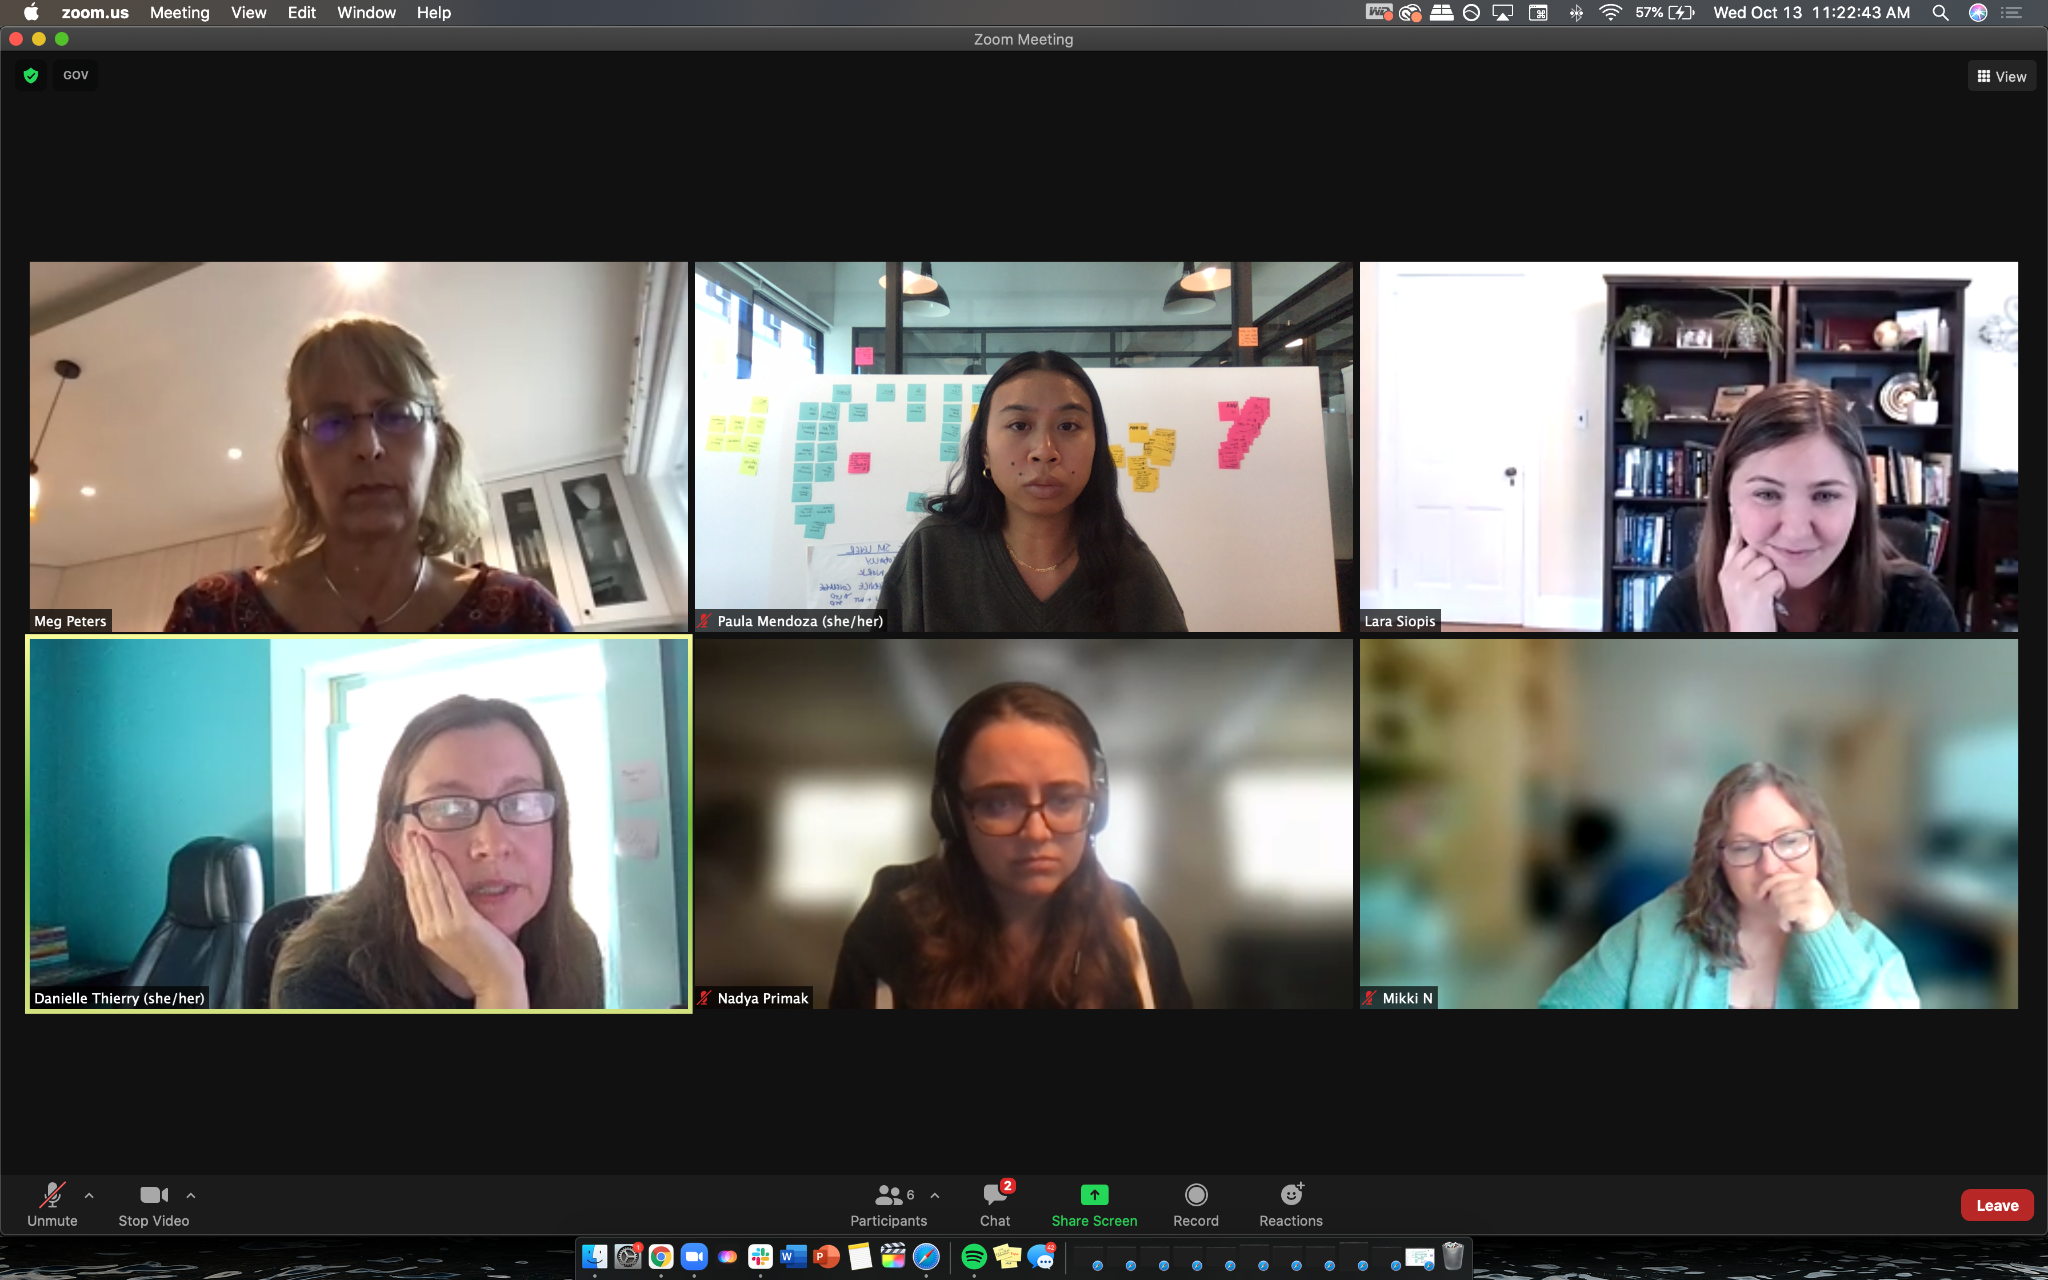 zoom.us Meeting View Edit Window Help
57% Wed Oct 13 11:22:43 AM
Zoom Meeting
GOV
View
Meg Peters
Paula Mendoza (she/her)
Lara Siopis
Danielle Thierry (she/her)
Nadya Primak
Mikki N
6
2
Unmute
Stop Video
Participants
Chat
Share Screen
Record
Reactions
Leave